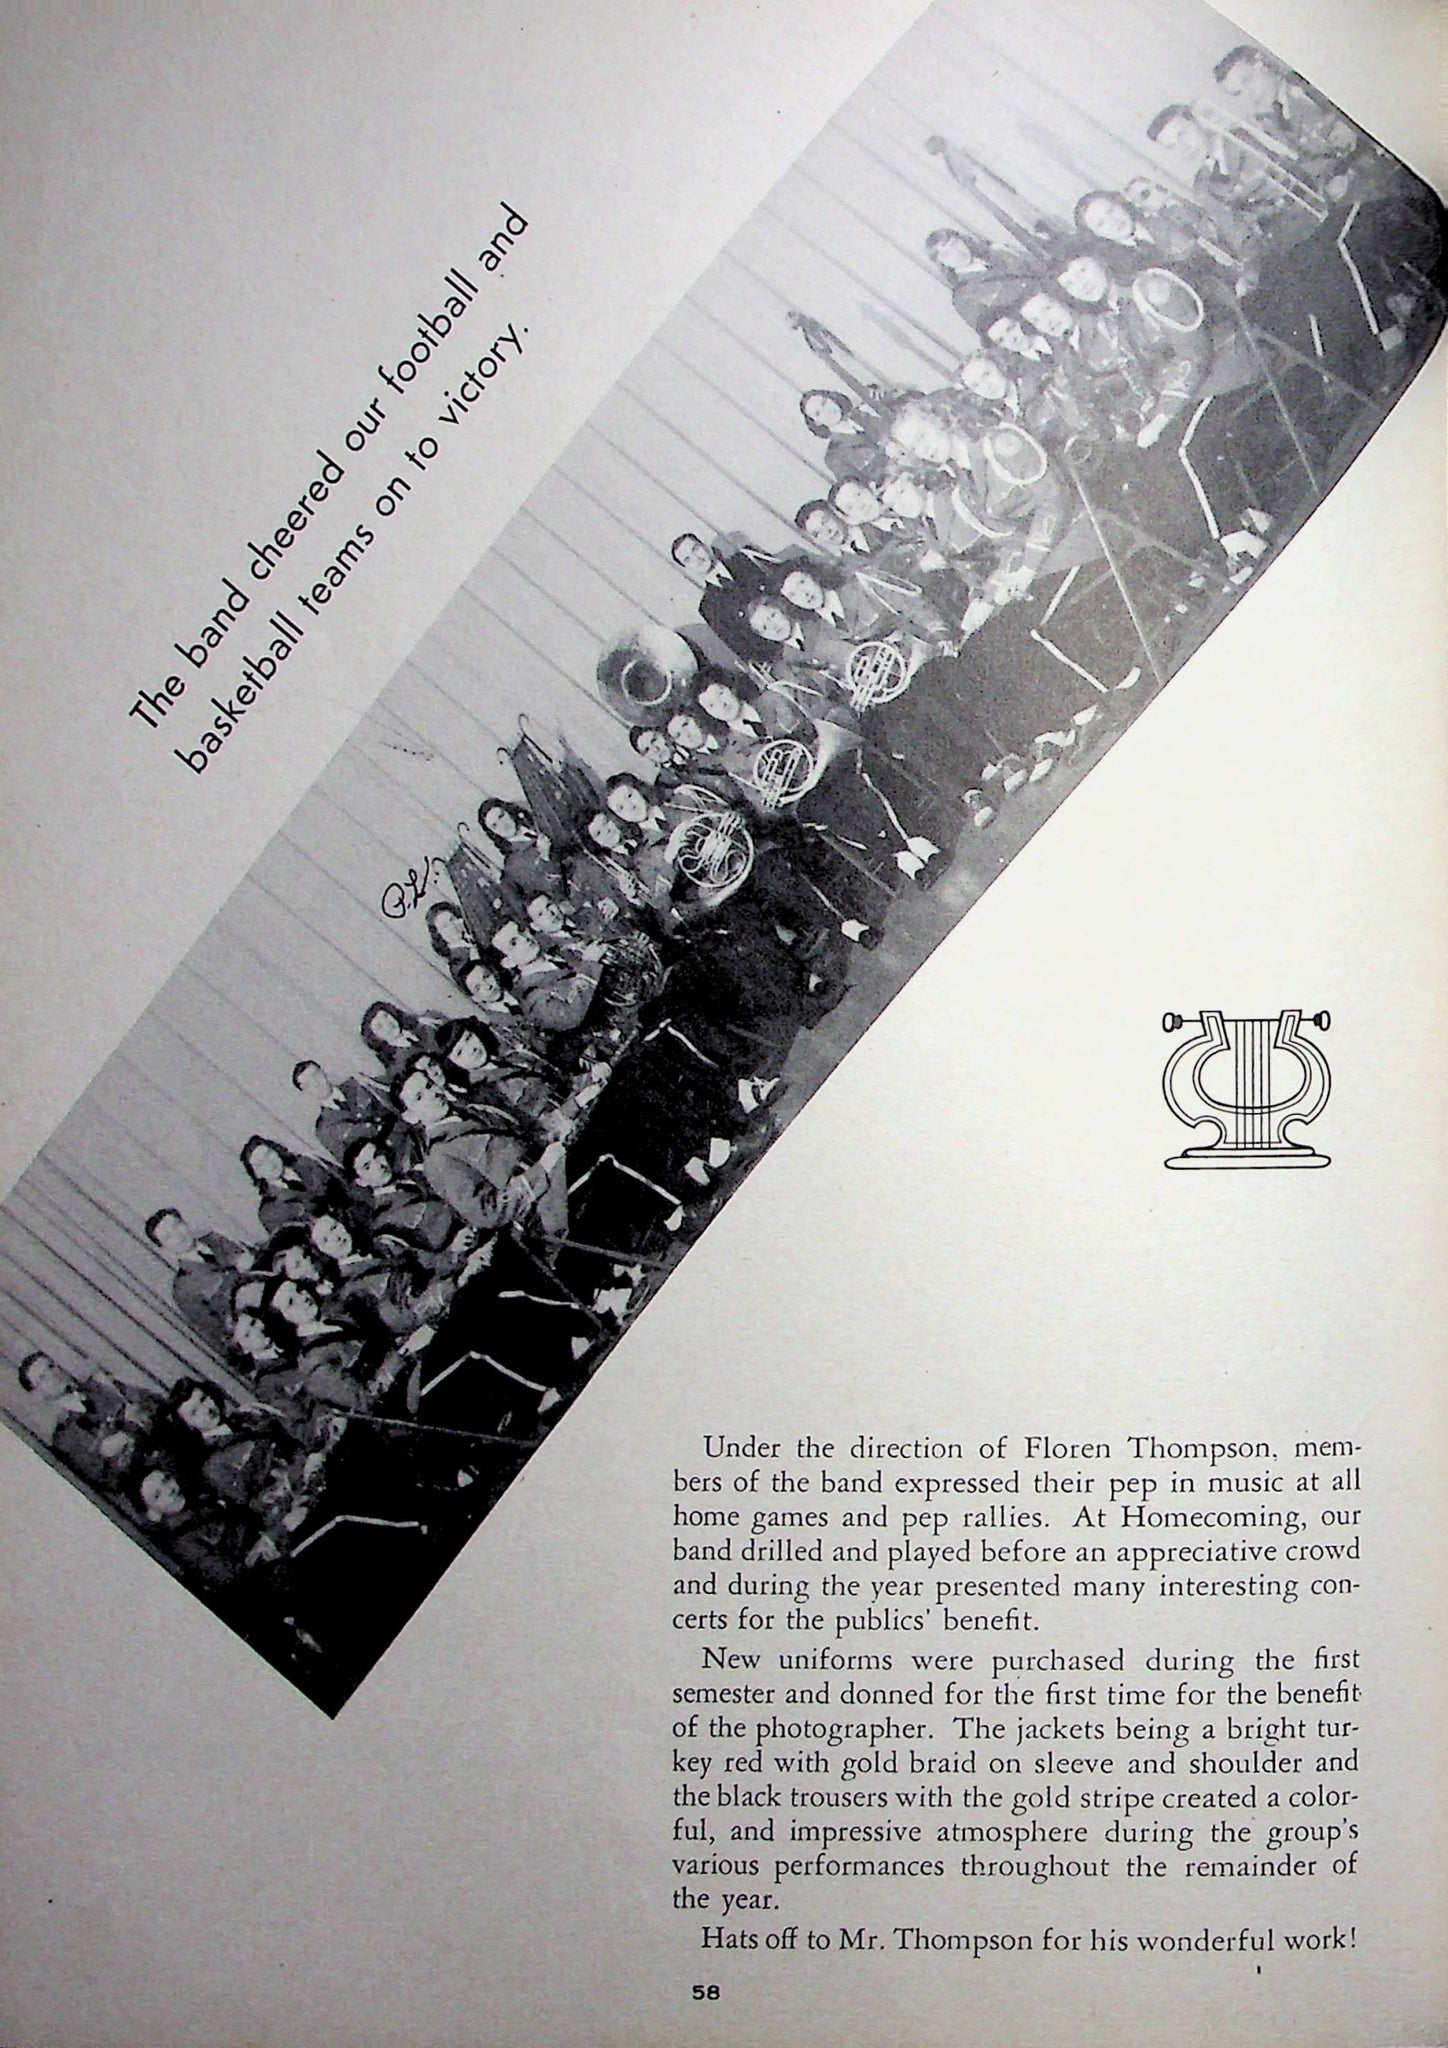 The band cheered our football and
basketball teams on to victory.
P.L.
Under the direction of Floren Thompson, mem-
bers of the band expressed their pep in music at all
home games and pep rallies. At Homecoming, our
band drilled and played before an appreciative crowd
and during the year presented many interesting con-
certs for the publics' benefit.
New uniforms were purchased during the first
semester and donned for the first time for the benefit
of the photographer. The jackets being a bright tur-
key red with gold braid on sleeve and shoulder and
the black trousers with the gold stripe created a color-
ful, and impressive atmosphere during the group's
various performances throughout the remainder of
the year.
Hats off to Mr. Thompson for his wonderful work!
58